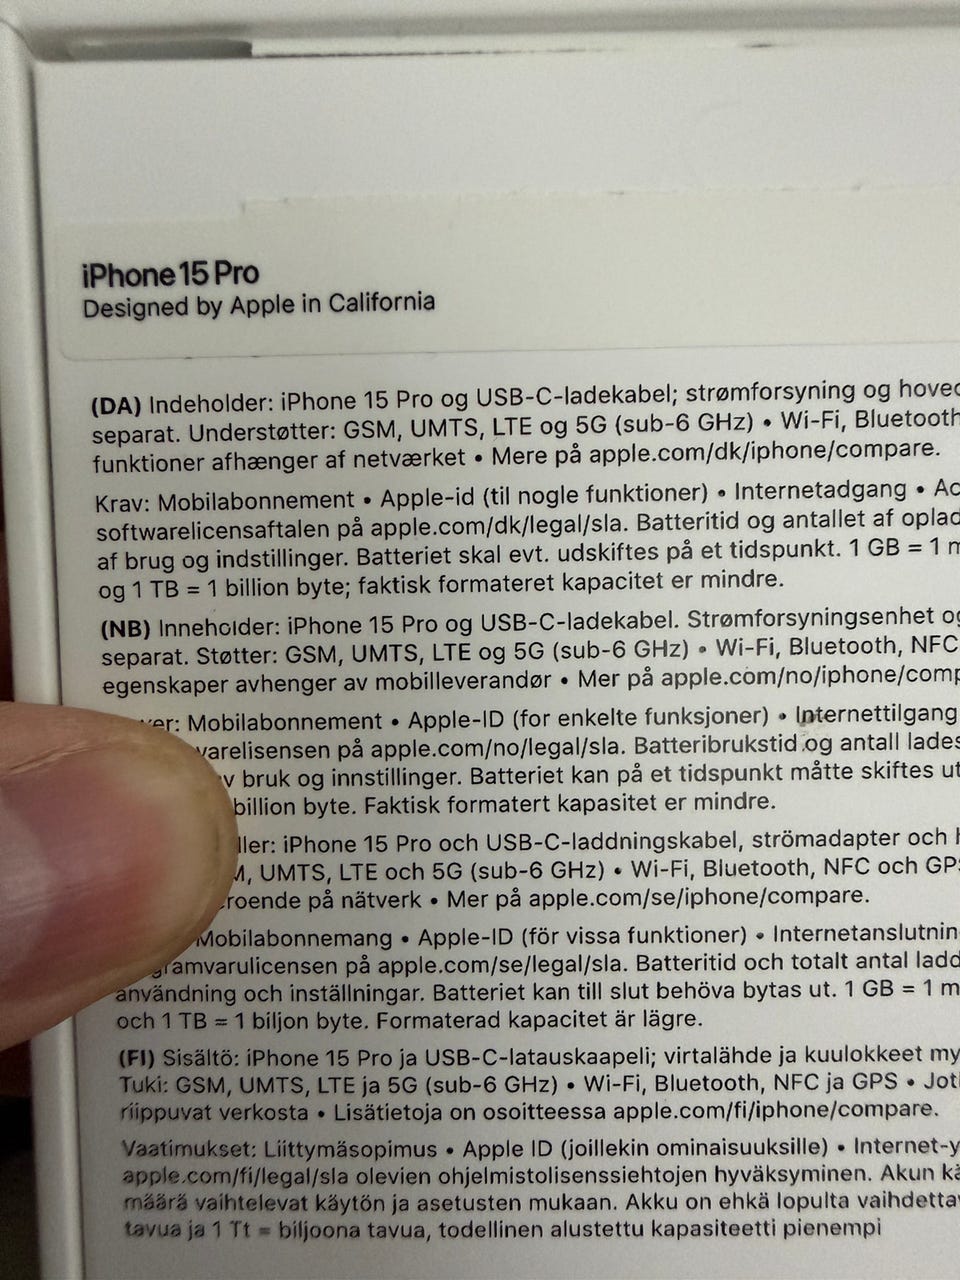 iPhone 15 Pro
Designed by Apple in California
(DA) Indeholder: iPhone 15 Pro og USB-C-ladekabel; strømforsyning og
separat. Understøtter: GSM, UMTS, LTE og 5G (sub-6 GHz) • Wi-Fi, Bluetooth
funktioner afhænger af netværket • Mere på apple.com/dk/iphone/compare.
Krav: Mobilabonnement • Apple-id (til nogle funktioner) • Internetadgang •
softwarelicensaftalen på apple.com/dk/legal/sla. Batteritid og antallet af
af brug og indstillinger. Batteriet skal evt. udskiftes på et tidspunkt. 1 GB = 1
og 1 TB = 1 billion byte; faktisk formateret kapacitet er mindre.
(NB) Inneholder: iPhone 15 Pro og USB-C-ladekabel. Strømforsyningsenhet og
separat. Støtter: GSM, UMTS, LTE og 5G (sub-6 GHz) • Wi-Fi, Bluetooth, NFC
egenskaper avhenger av mobilleverandør • Mer på apple.com/no/iphone/
Mobilabonnement • Apple-ID (for enkelte funksjoner) • Internettilgang
på apple.com/no/legal/sla. Batteribrukstid og antall
bruk og innstillinger. Batteriet kan på et tidspunkt måtte skiftes ut
billion byte. Faktisk formatert kapasitet er mindre.
iPhone 15 Pro och USB-C-laddningskabel, strömadapter och
UMTS, LTE och 5G (sub-6 GHz) • Wi-Fi, Bluetooth, NFC och GPS
på nätverk • Mer på apple.com/se/iphone/compare.
Mobilabonnemang • Apple-ID (för vissa funktioner) •
på apple.com/se/legal/sla. Batteritid och totalt antal
användning och inställningar. Batteriet kan till slut behöva bytas ut. 1 GB = 1
och 1 TB = 1 biljon byte. Formaterad kapacitet är lägre.
(FI) Sisältö: iPhone 15 Pro ja USB-C-latauskaapeli; virtalähde ja kuulokkeet
Tuki: GSM, UMTS, LTE ja 5G (sub-6 GHz) • Wi-Fi, Bluetooth, NFC ja GPS •
riippuvat verkosta • Lisätietoja on osoitteessa apple.com/fi/iphone/compare.
Vaatimukset: Liittymäsopimus • Apple ID (joillekin ominaisuuksille) •
apple.com/fi/legal/sla olevien ohjelmistolisenssiehtojen hyväksyminen. Akun
määrä vaihtelevat käytön ja asetusten mukaan. Akku on ehkä lopulta
tavua ja 1 Tt = biljoona tavua, todellinen alustettu kapasiteetti pienempi